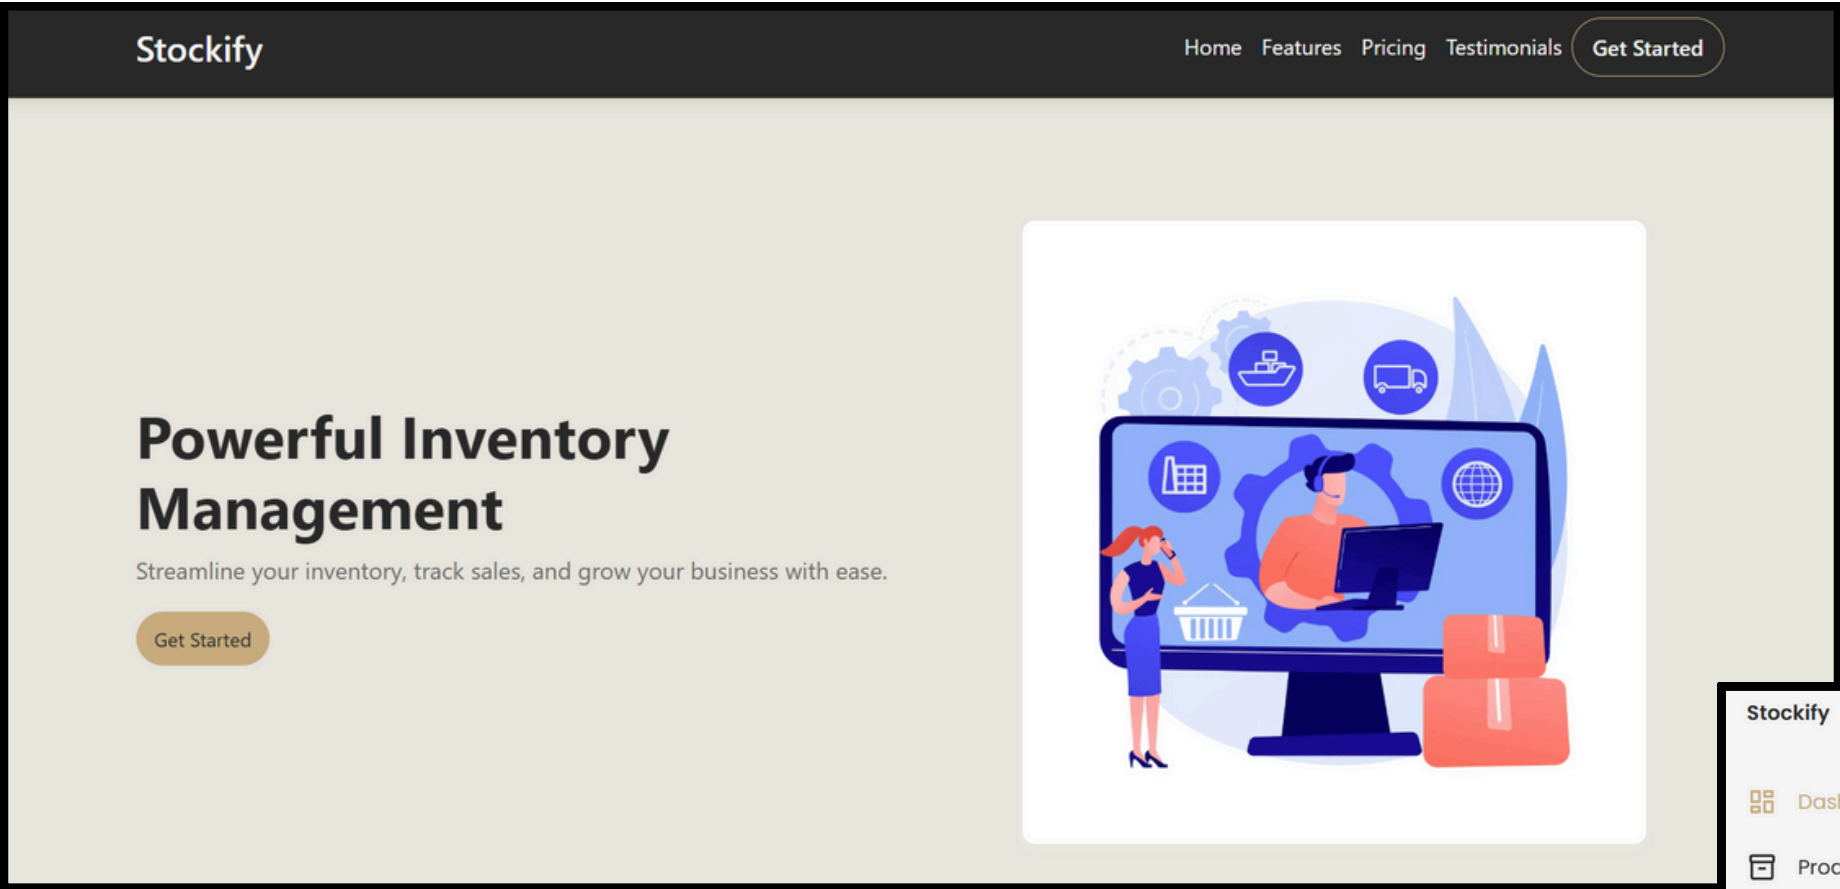 Stockify
Home Features Pricing Testimonials Get Started
Powerful Inventory
Management
Streamline your inventory, track sales, and grow your business with ease.
Get Started
Stockify